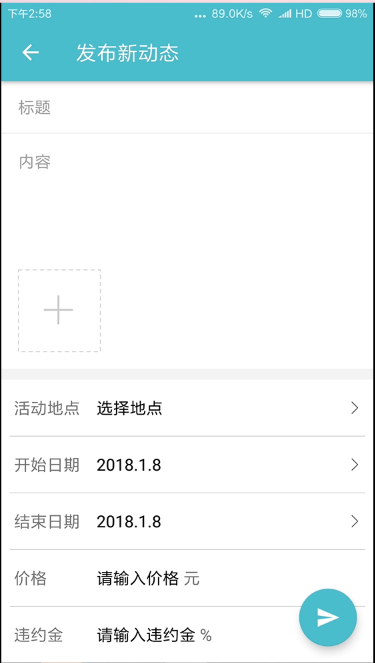 下午2:58 ... 89.0K/s HD 98%
发布新动态
标题
内容
活动地点 选择地点
开始日期 2018.1.8
结束日期 2018.1.8
价格 请输入价格 元
违约金 请输入违约金 %